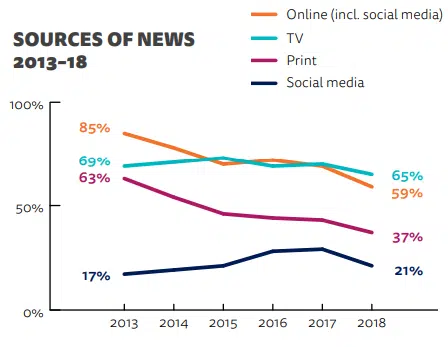 SOURCES OF NEWS
2013–18
Online (incl. social media)
TV
Print
Social media
100%
50%
0%
85%
69%
63%
17%
65%
59%
37%
21%
2013 2014 2015 2016 2017 2018